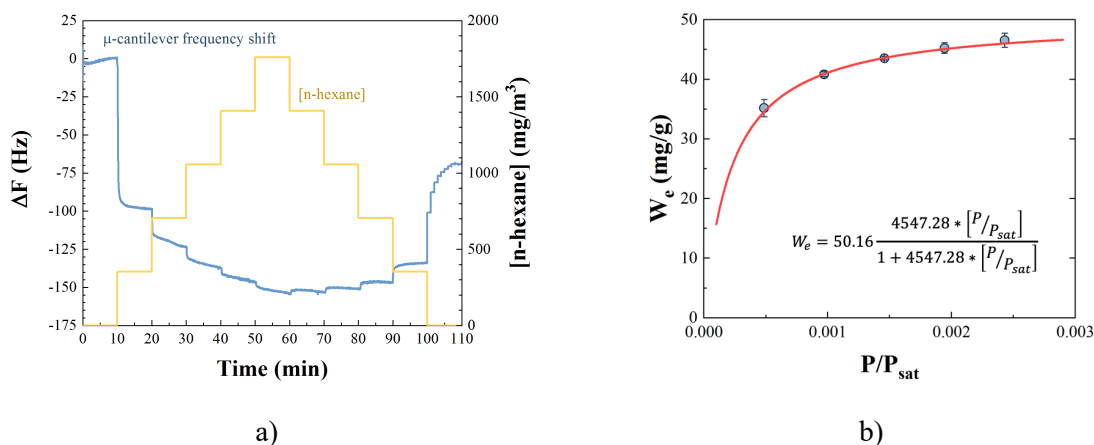 μ-cantilever frequency shift
[n-hexane]
25
0
-25
-50
-75
-100
-125
-150
-175
ΔF (Hz)
2000
1500
1000
500
0
[n-hexane] (mg/m³)
0 10 20 30 40 50 60 70 80 90 100 110
Time (min)
a)
50
40
30
20
10
0
Wₑ (mg/g)
Wₑ = 50.16 4547.28 * [P/Pₛₐₜ]
1 + 4547.28 * [P/Pₛₐₜ]
0.000 0.001 0.002 0.003
P/Pₛₐₜ
b)